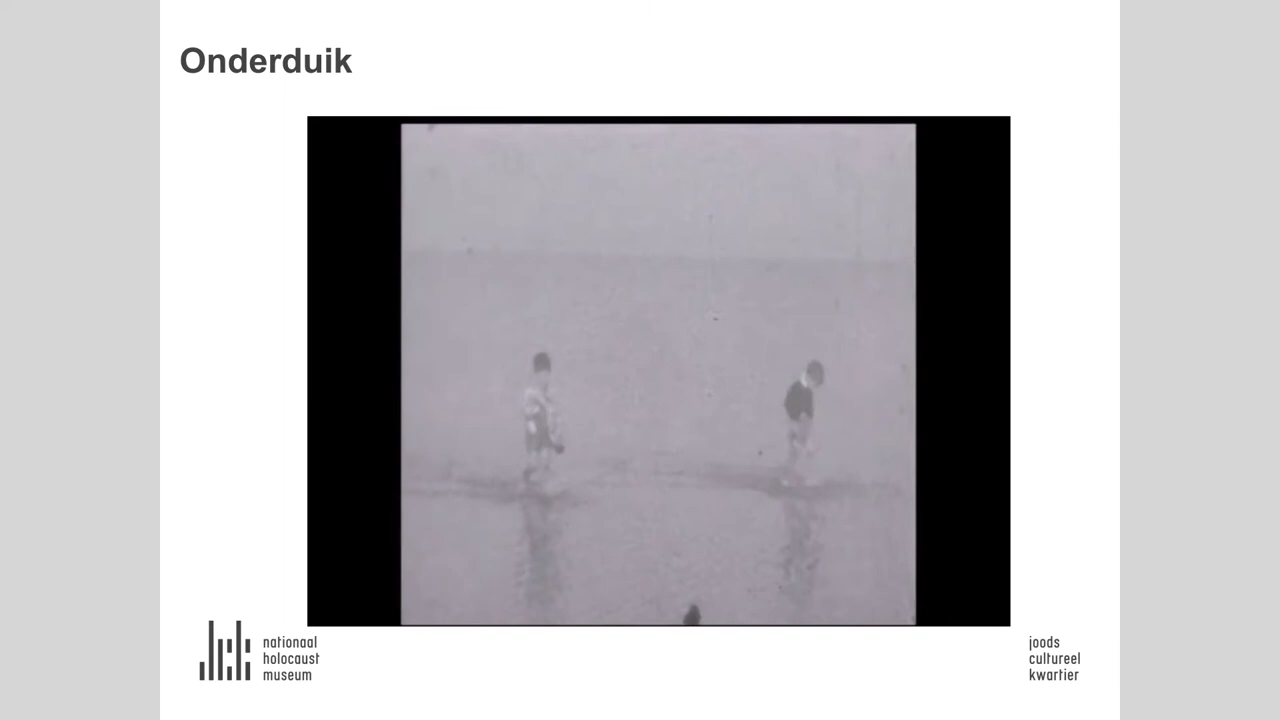 Onderduik
nationaal
holocaust
museum
joods
cultureel
kwartier